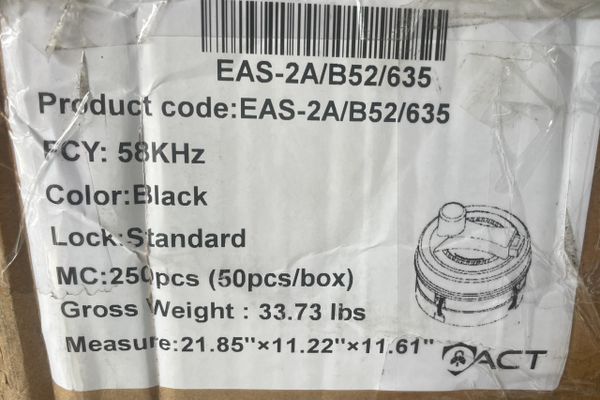 EAS-2A/B52/635
Product code:EAS-2A/B52/635
FCY: 58KHz
Color:Black
Lock:Standard
MC:250pcs (50pcs/box)
Gross Weight : 33.73 lbs
Measure:21.85"×11.22"×11.61"
ACT